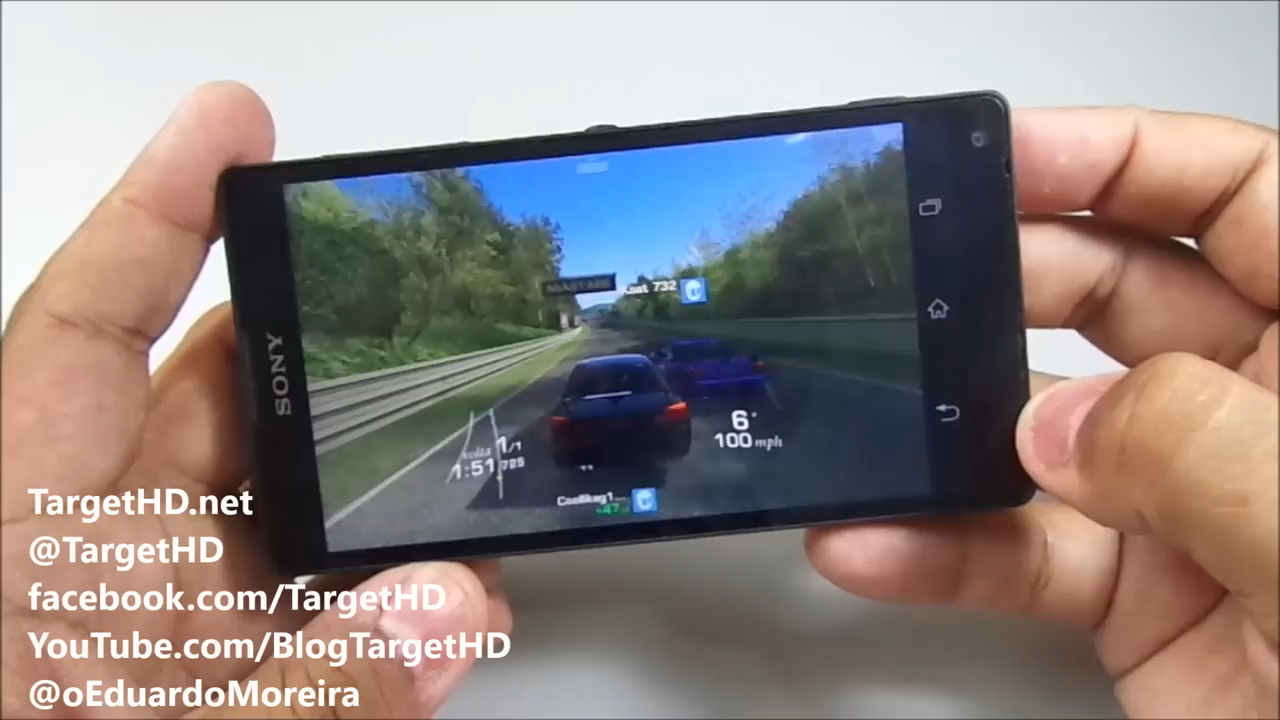 SONY
732
6°
100 mph
volta 1/1
1:51.785
TargetHD.net
@TargetHD
facebook.com/TargetHD
YouTube.com/BlogTargetHD
@oEduardoMoreira